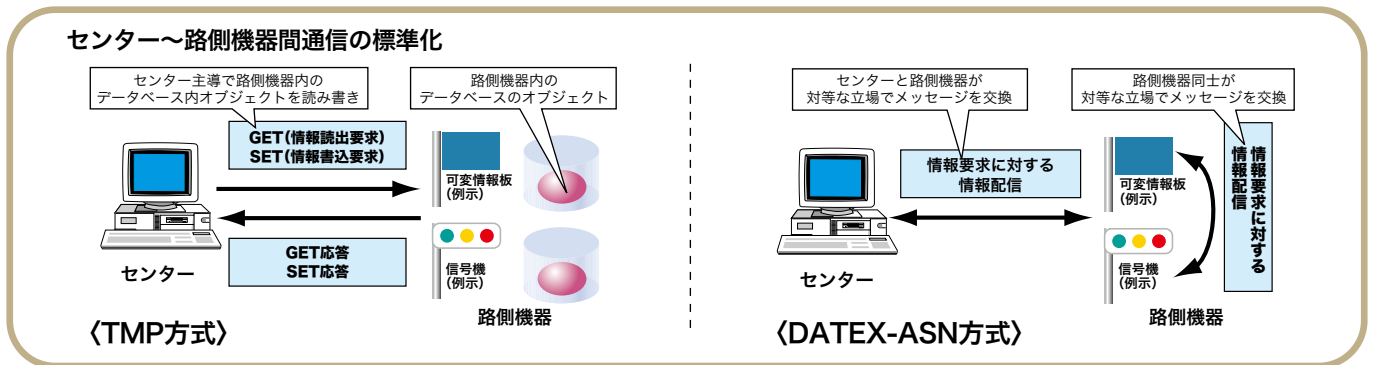 センター〜路側機器間通信の標準化
センター主導で路側機器内の
データベース内オブジェクトを読み書き
路側機器内の
データベースのオブジェクト
GET(情報読出要求)
SET(情報書込要求)
可変情報板
(例示)
GET応答
SET応答
信号機
(例示)
センター
路側機器
〈TMP方式〉
センターと路側機器が
対等な立場でメッセージを交換
路側機器同士が
対等な立場でメッセージを交換
情報要求に対する
情報配信
可変情報板
(例示)
情報要求に対する
情報配信
信号機
(例示)
センター
路側機器
〈DATEX-ASN方式〉